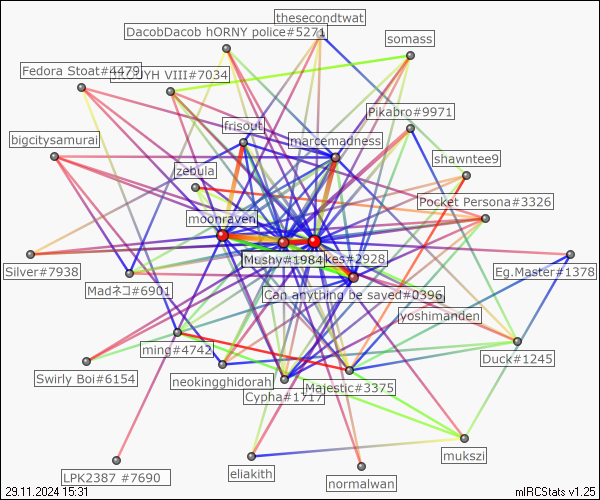 thesecondtwat
DacobDacob hORNY police#5271
somass
Fedora Stoat#4479
VIII#7034
Pikabro#9971
frisout
marcemadness
bigcitysamurai
shawntee9
zebula
Pocket Persona#3326
moonraven
Mushy#1984
kes#2928
Silver#7938
Eg.Master#1378
Madネコ#6901
Can anything be saved#0396
yoshimanden
ming#4742
Duck#1245
Swirly Boi#6154
neokingghidorah
Majestic#3375
Cypha#1717
mukszi
LPK2387 #7690
eliakith
normalwan
29.11.2024 15:31
mIRCStats v1.25